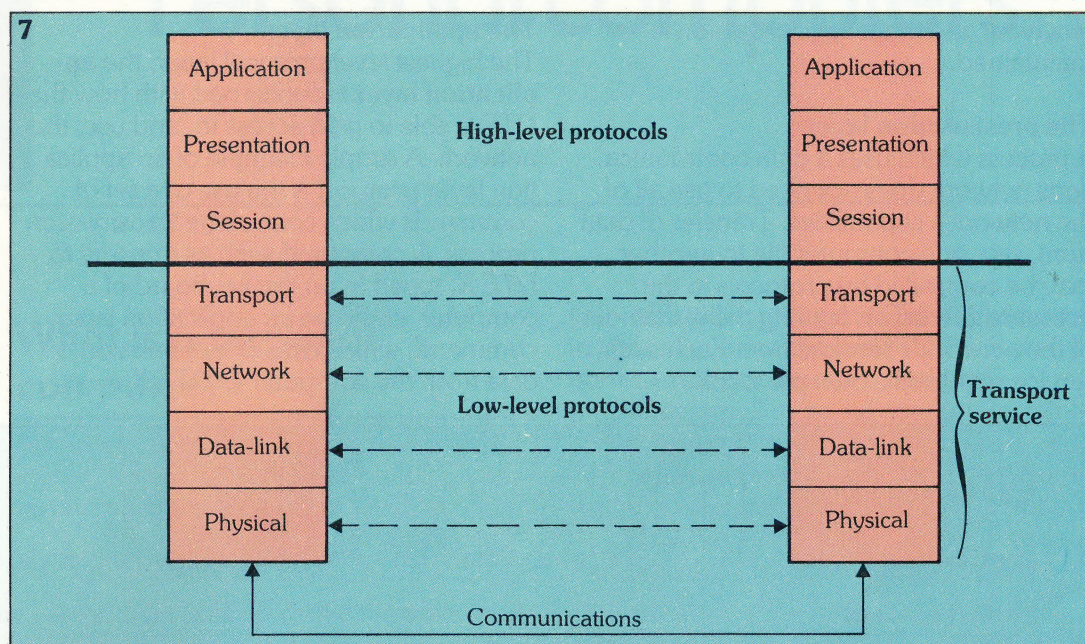 7
Application
Application
Presentation
High-level protocols
Presentation
Session
Session
Transport
Transport
Network
Network
Low-level protocols
Transport
service
Data-link
Data-link
Physical
Physical
Communications